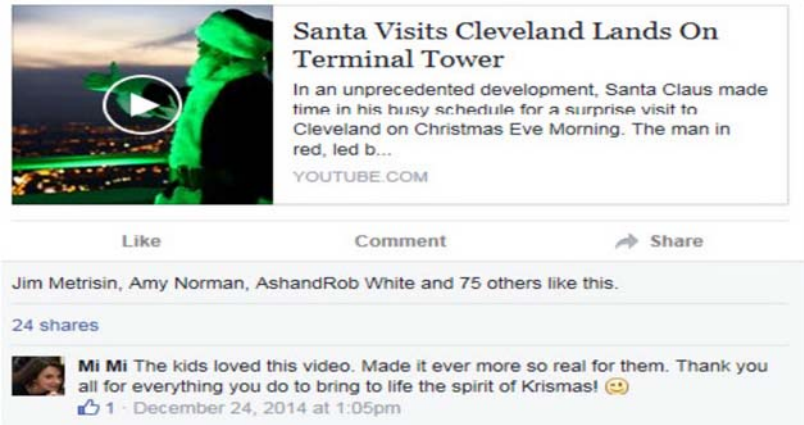 Santa Visits Cleveland Lands On
Terminal Tower
In an unprecedented development, Santa Claus made
time in his busy schedule for a surprise visit to
Cleveland on Christmas Eve Morning. The man in
red, led b...
YOUTUBE.COM
Like Comment Share
Jim Metrisin, Amy Norman, AshandRob White and 75 others like this.
24 shares
Mi Mi The kids loved this video. Made it ever more so real for them. Thank you
all for everything you do to bring to life the spirit of Krismas!
1 · December 24, 2014 at 1:05pm